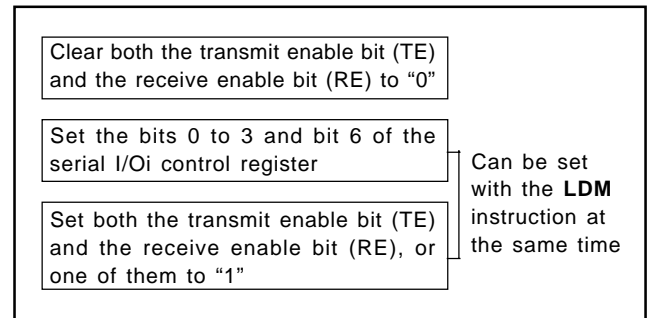 Clear both the transmit enable bit (TE)
and the receive enable bit (RE) to “0”
Set the bits 0 to 3 and bit 6 of the
serial I/Oi control register
Set both the transmit enable bit (TE)
and the receive enable bit (RE), or
one of them to “1”
Can be set
with the LDM
instruction at
the same time